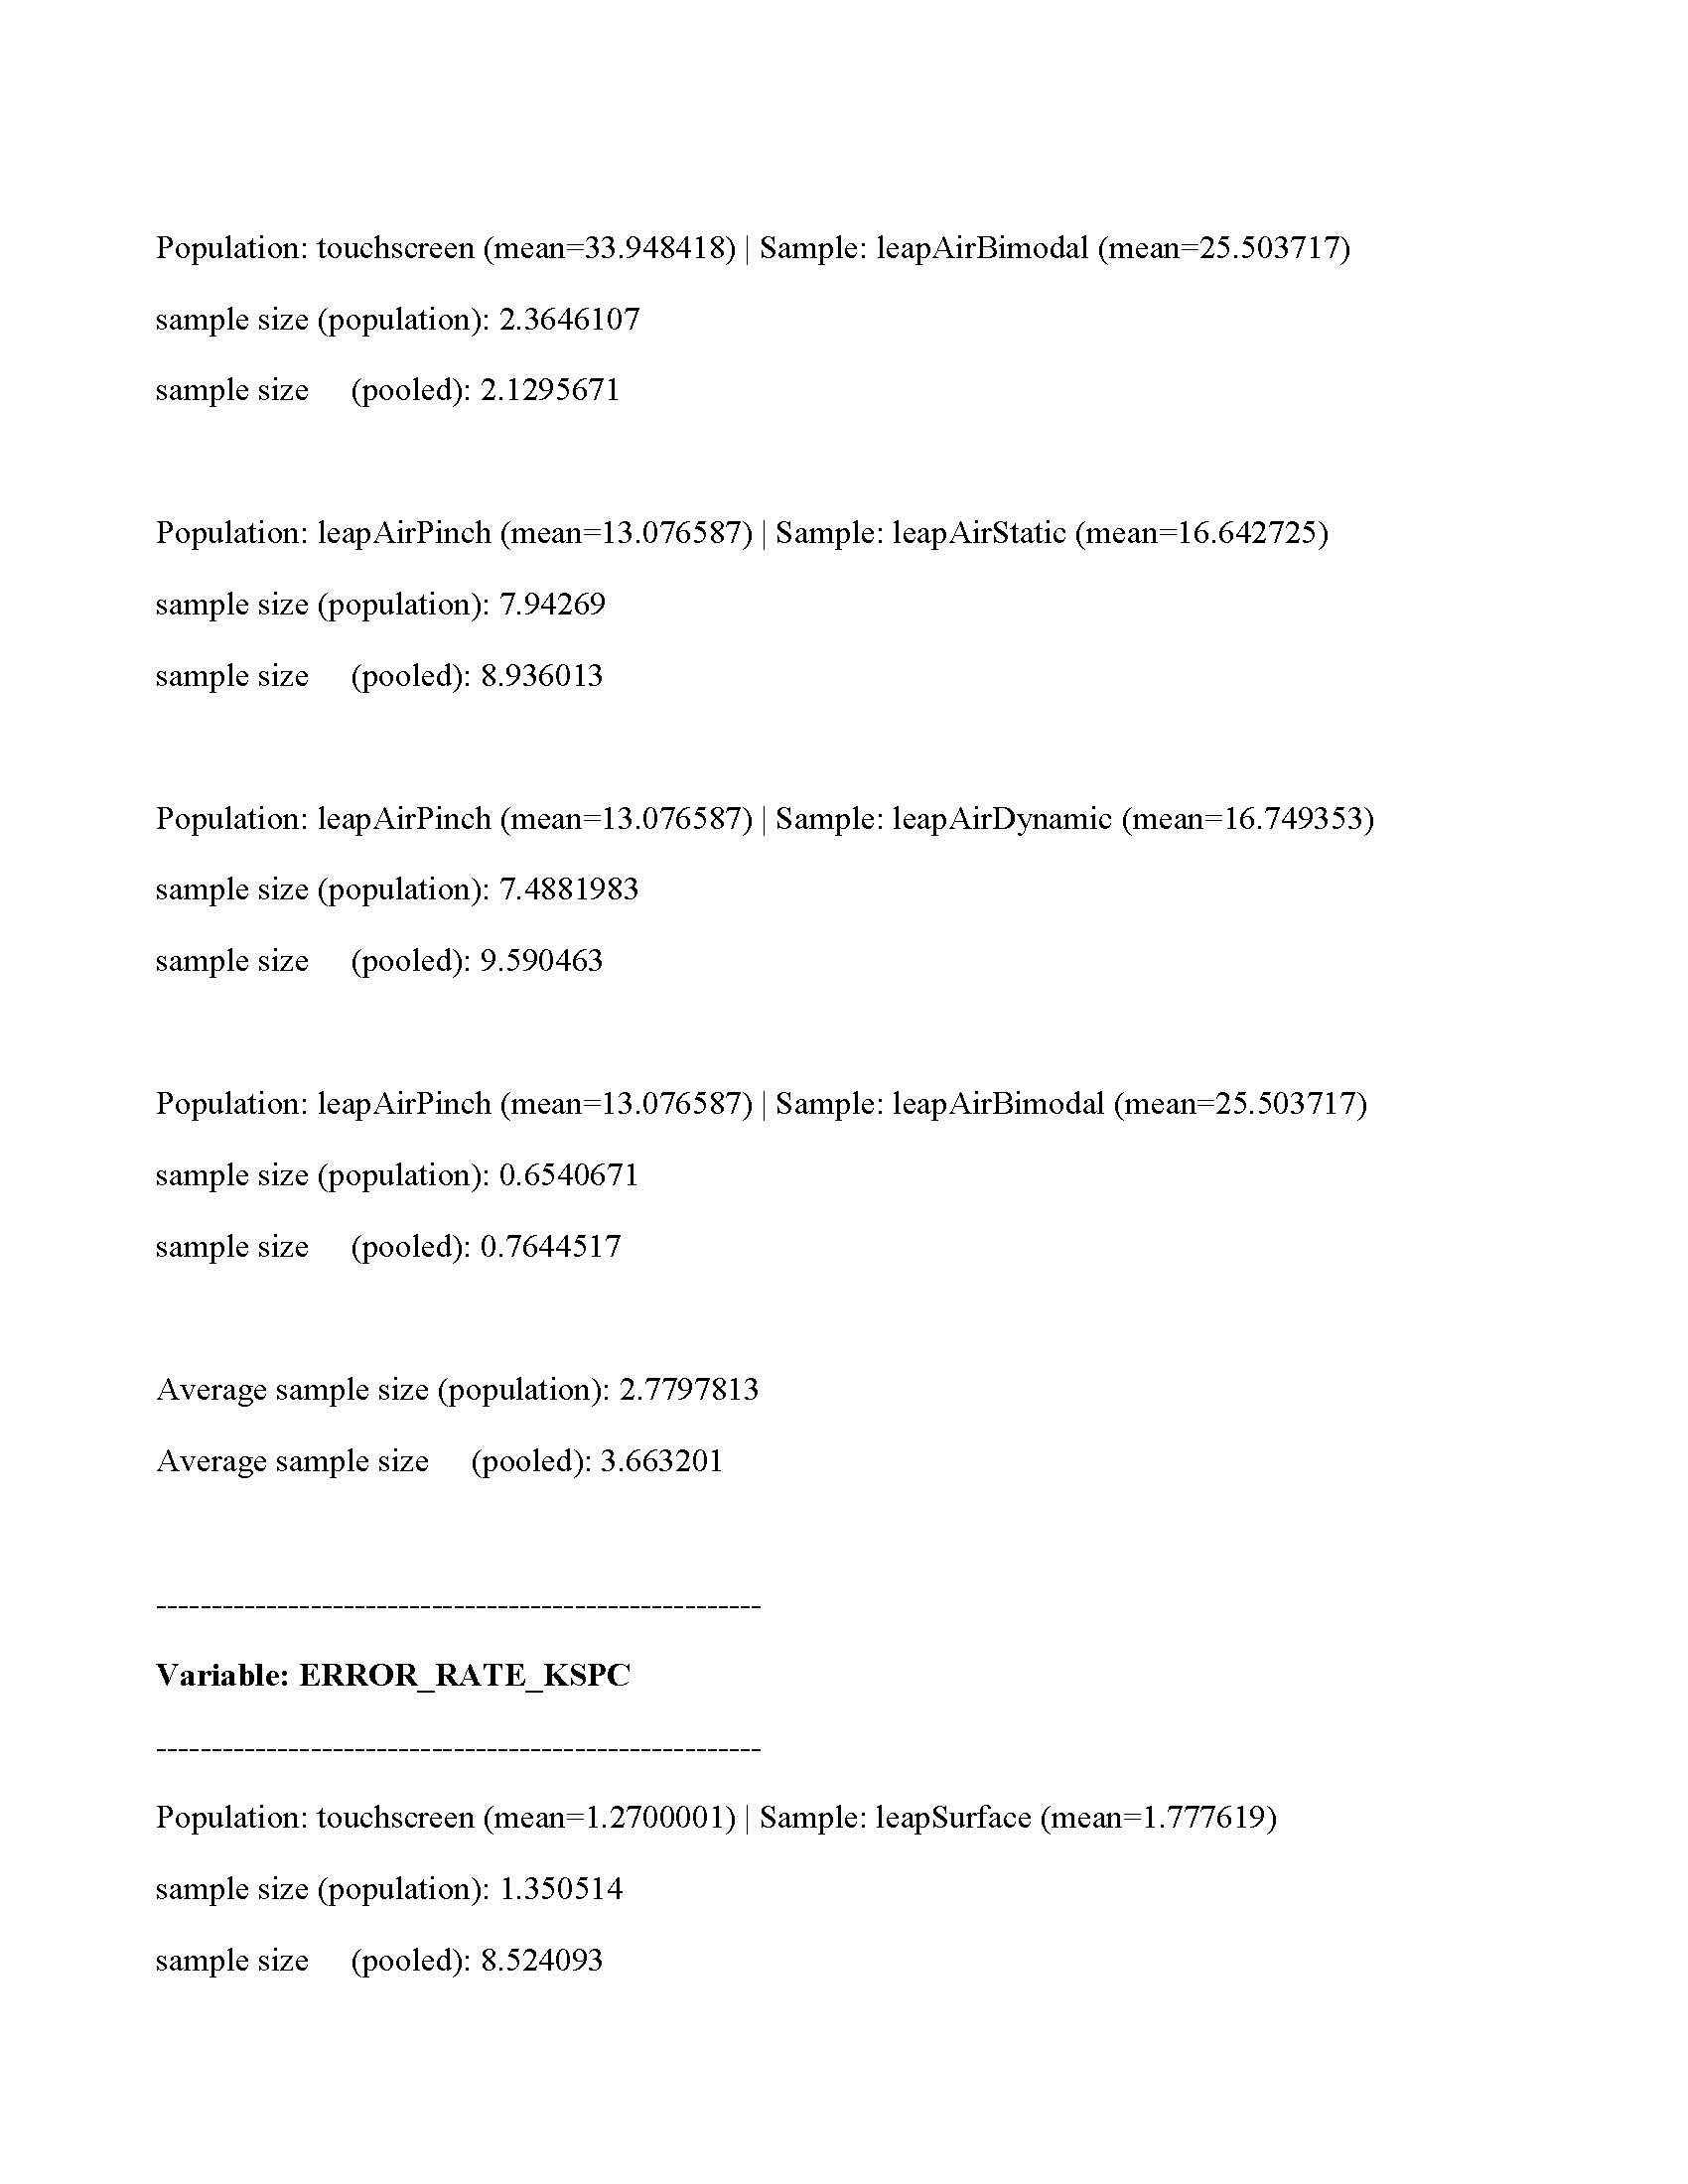 Population: touchscreen (mean=33.948418) | Sample: leapAirBimodal (mean=25.503717)
sample size (population): 2.3646107
sample size     (pooled): 2.1295671
Population: leapAirPinch (mean=13.076587) | Sample: leapAirStatic (mean=16.642725)
sample size (population): 7.94269
sample size     (pooled): 8.936013
Population: leapAirPinch (mean=13.076587) | Sample: leapAirDynamic (mean=16.749353)
sample size (population): 7.4881983
sample size     (pooled): 9.590463
Population: leapAirPinch (mean=13.076587) | Sample: leapAirBimodal (mean=25.503717)
sample size (population): 0.6540671
sample size     (pooled): 0.7644517
Average sample size (population): 2.7797813
Average sample size     (pooled): 3.663201
-------------------------------------------------------
Variable: ERROR_RATE_KSPC
-------------------------------------------------------
Population: touchscreen (mean=1.2700001) | Sample: leapSurface (mean=1.777619)
sample size (population): 1.350514
sample size     (pooled): 8.524093